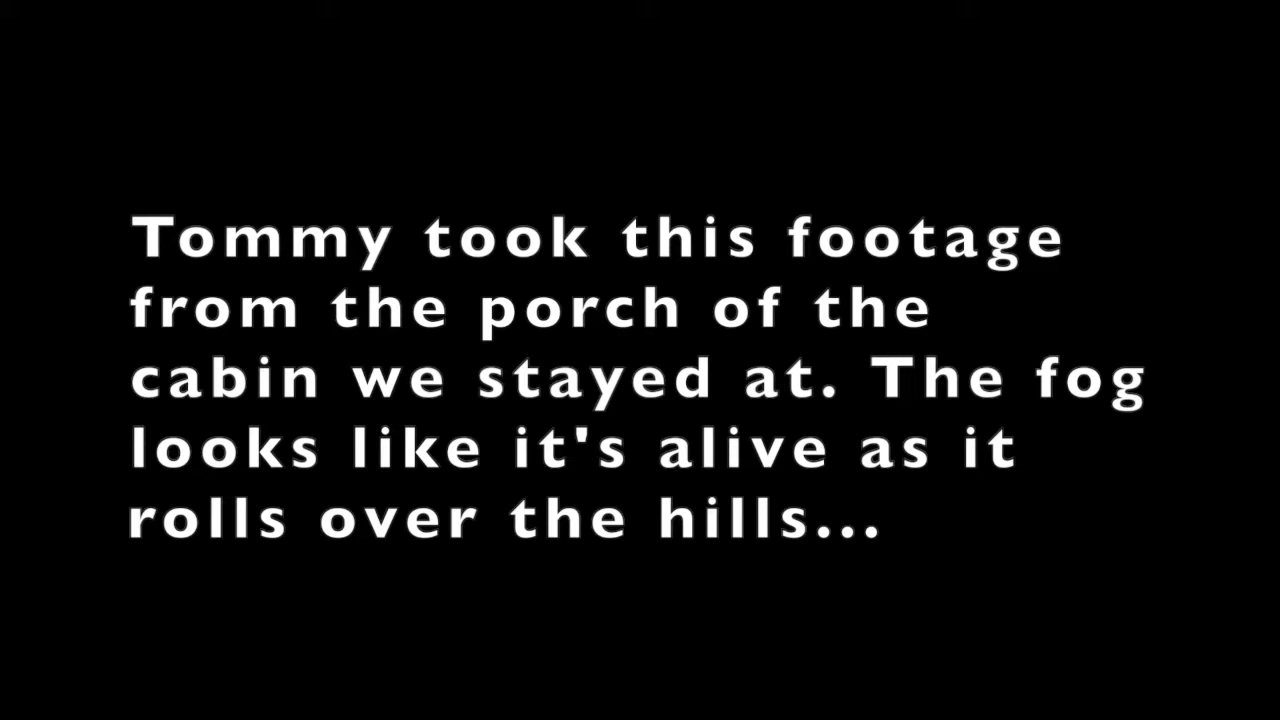 Tommy took this footage
from the porch of the
cabin we stayed at. The fog
looks like it's alive as it
rolls over the hills...